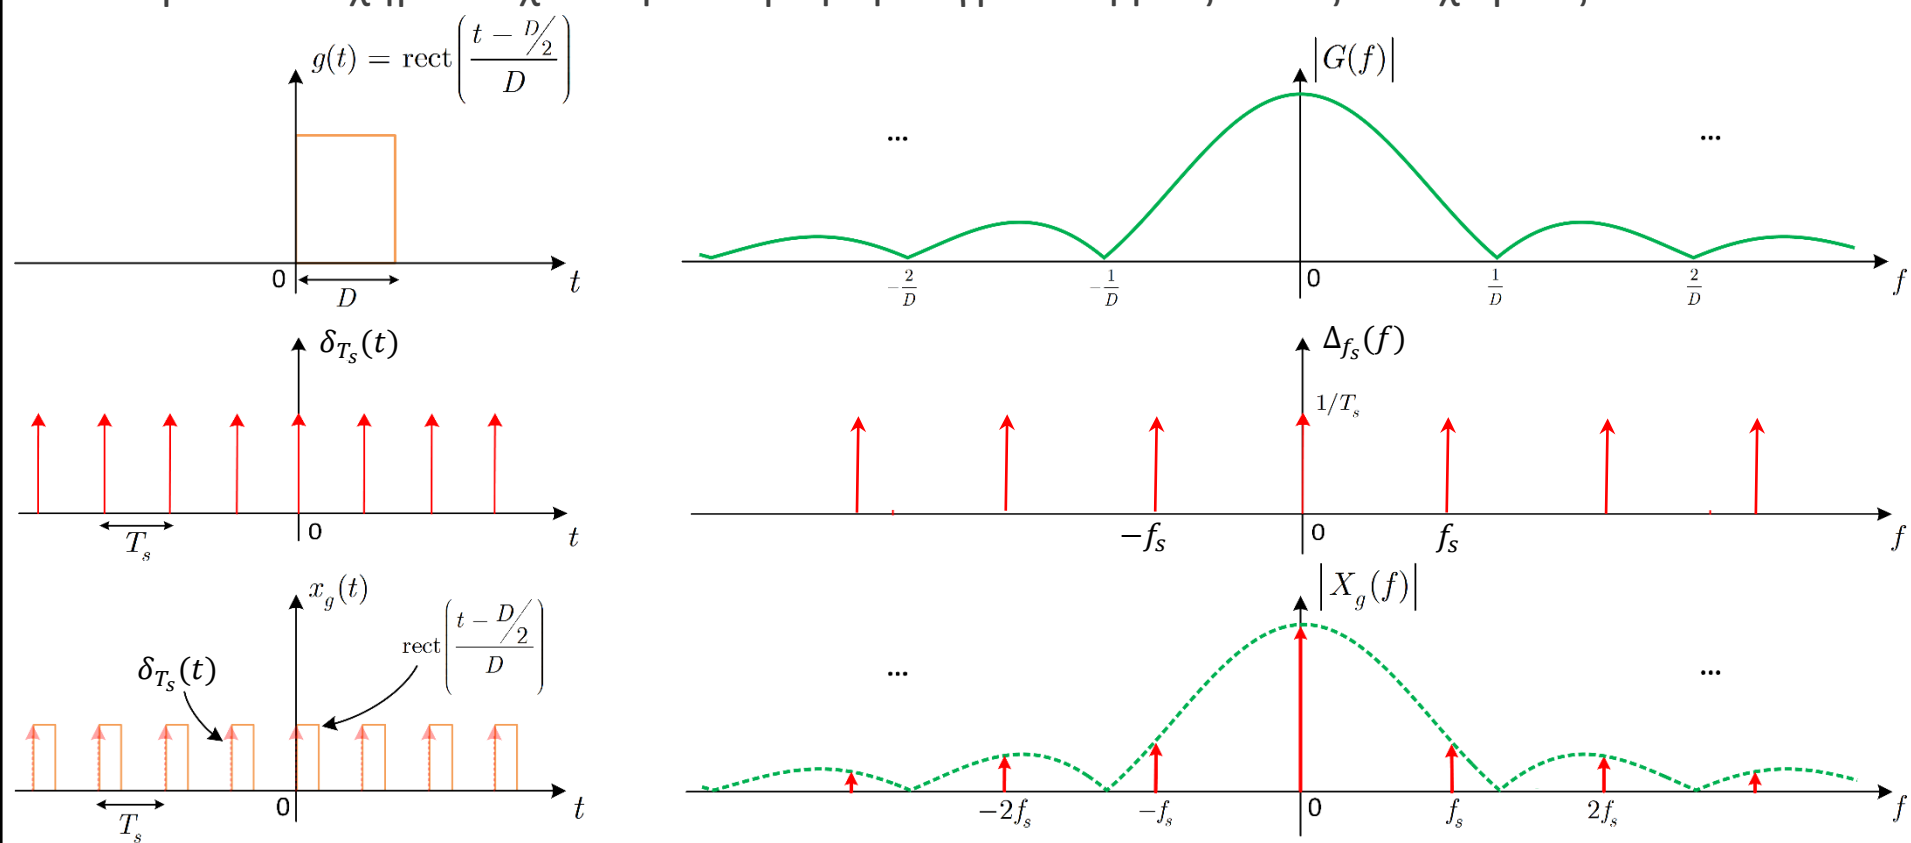 g(t) = rect((t − D/2)/D)
0
D
t
|G(f)|
...
...
−2/D
−1/D
0
1/D
2/D
f
δ_{T_s}(t)
T_s
0
t
Δ_{f_s}(f)
1/T_s
−f_s
0
f_s
f
x_g(t)
rect((t − D/2)/D)
δ_{T_s}(t)
T_s
0
t
|X_g(f)|
...
...
−2f_s
−f_s
0
f_s
2f_s
f